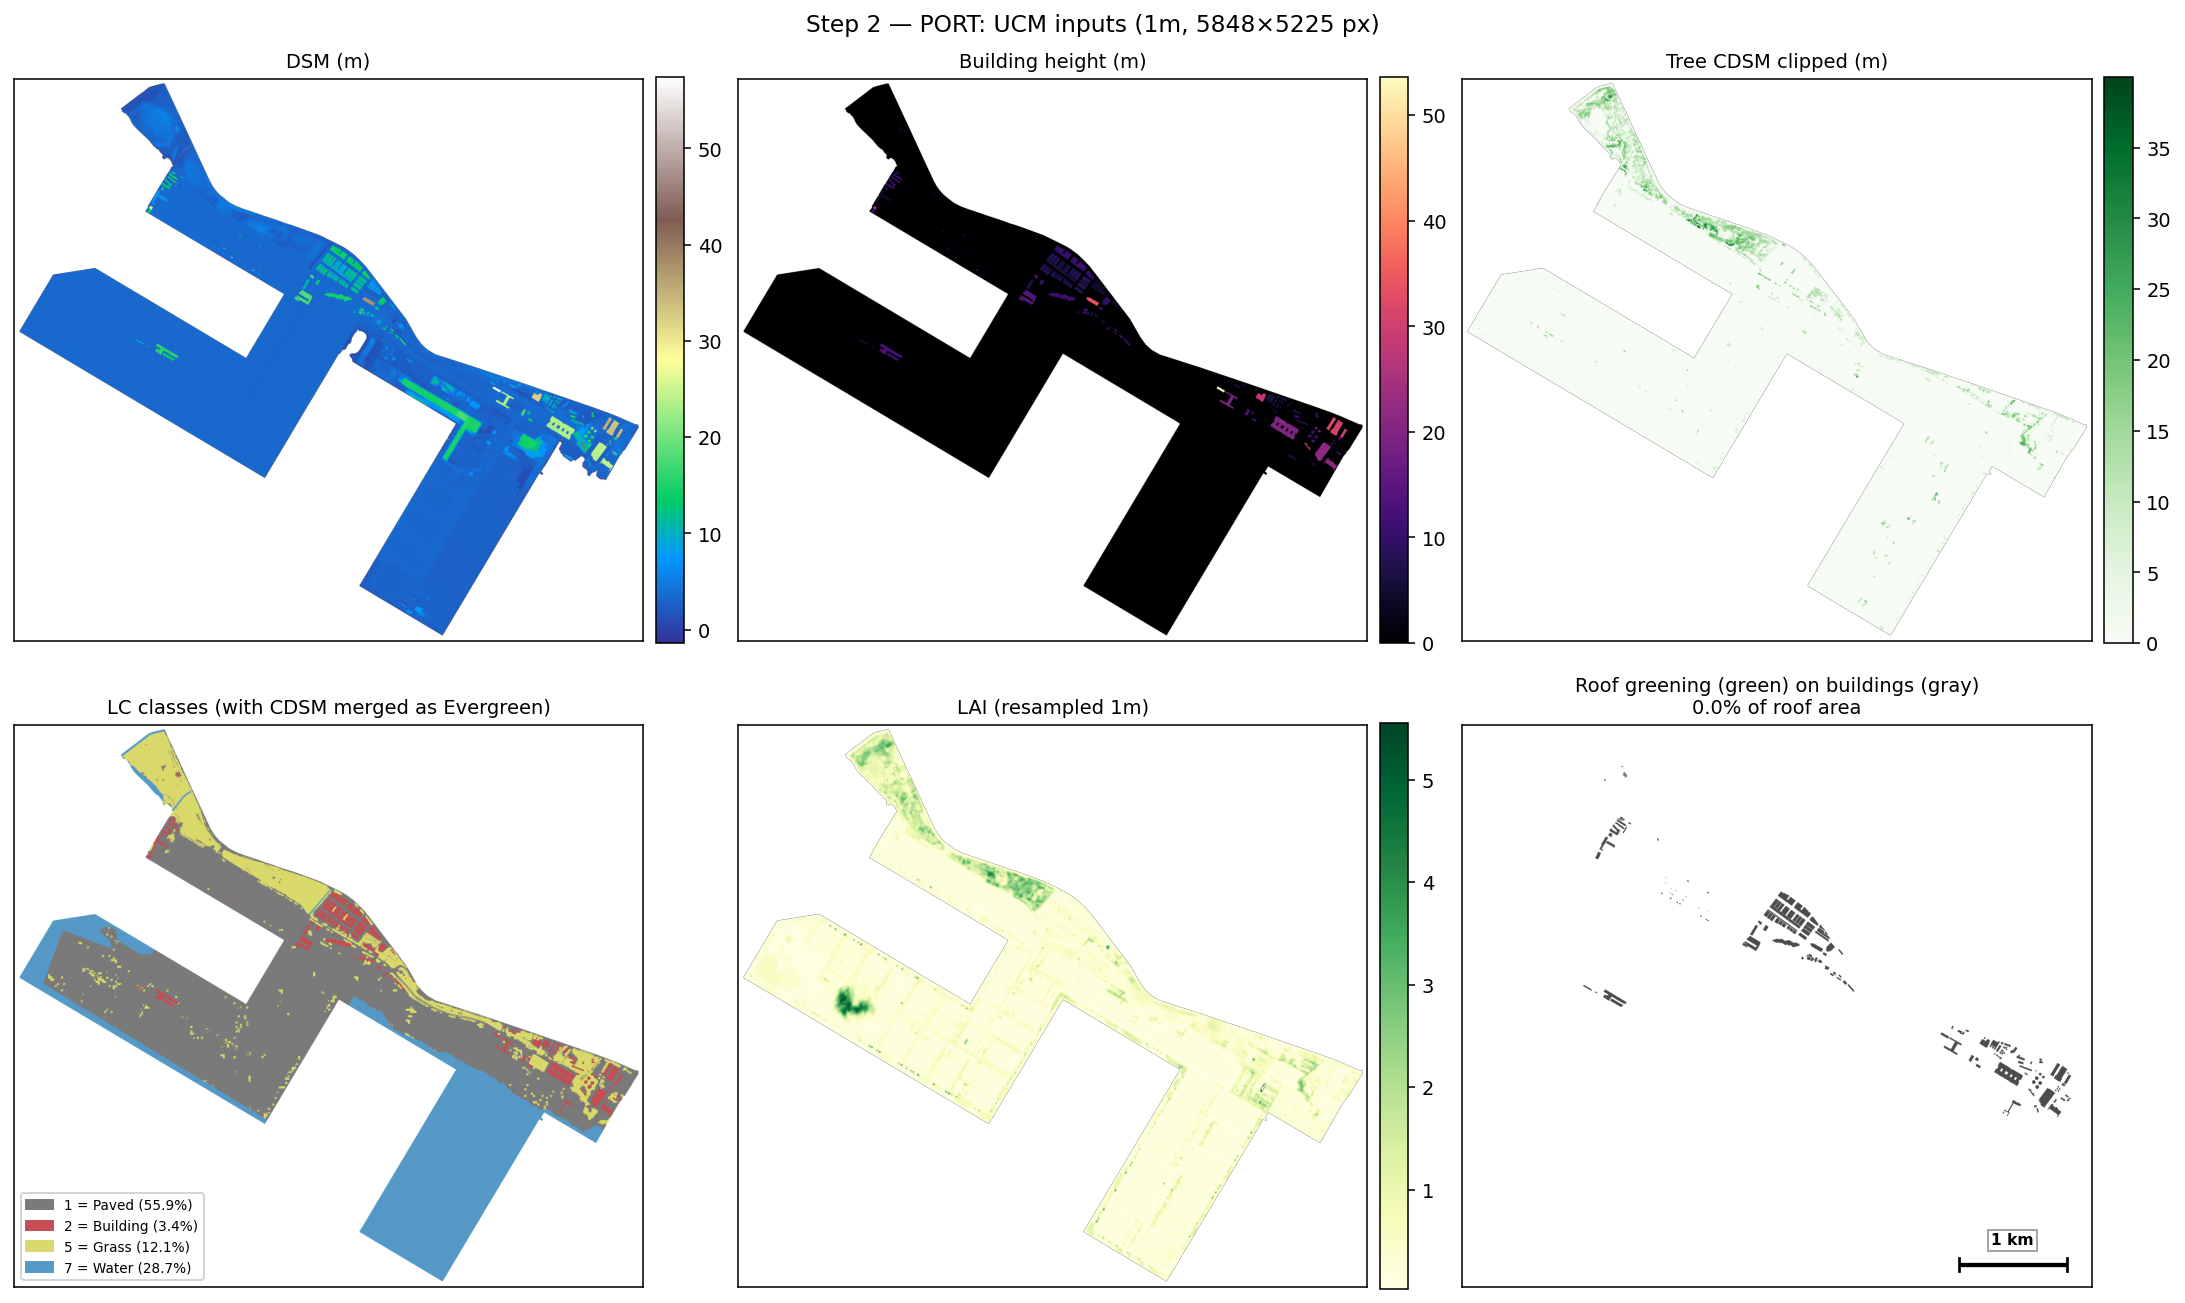 Step 2 — PORT: UCM inputs (1m, 5848×5225 px)
DSM (m)
50
40
30
20
10
0
Building height (m)
50
40
30
20
10
0
Tree CDSM clipped (m)
35
30
25
20
15
10
5
0
LC classes (with CDSM merged as Evergreen)
1 = Paved (55.9%)
2 = Building (3.4%)
5 = Grass (12.1%)
7 = Water (28.7%)
LAI (resampled 1m)
5
4
3
2
1
Roof greening (green) on buildings (gray)
0.0% of roof area
1 km